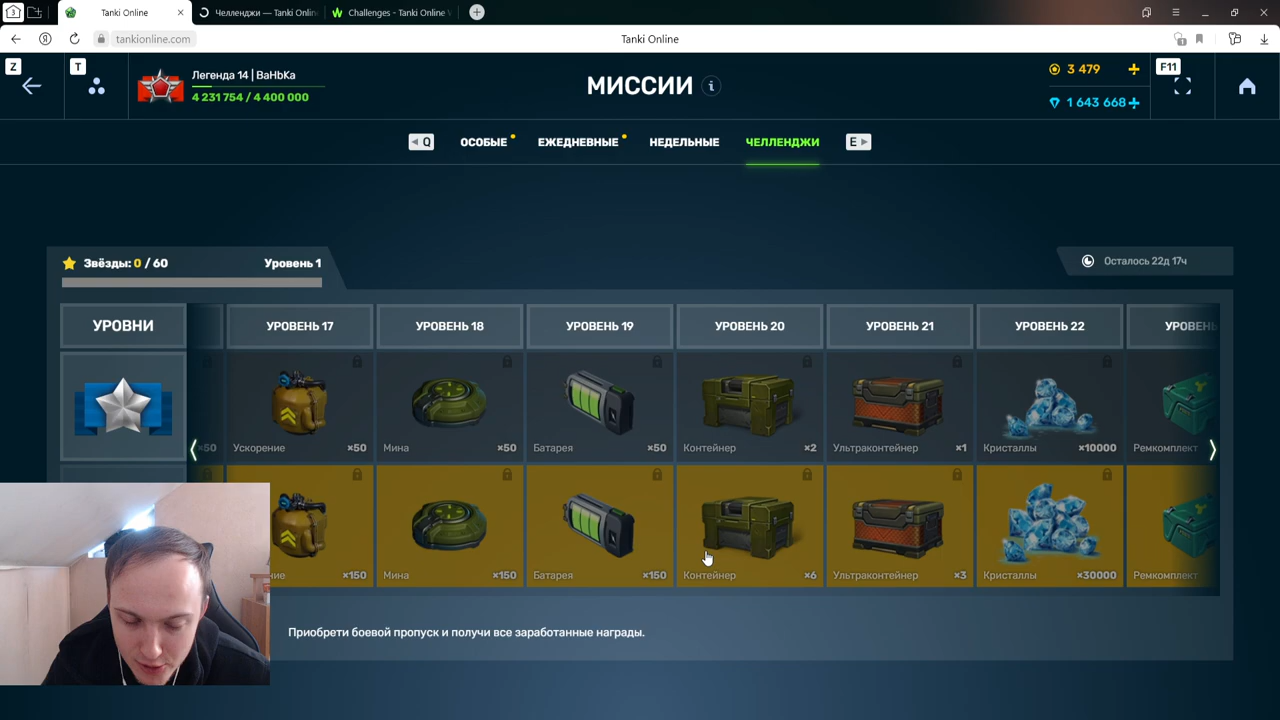 3
Tanki Online
Челленджи — Tanki Onlin
Challenges - Tanki Online
tankionline.com
Tanki Online
Z
T
Легенда 14 | BaHbKa
4 231 754 / 4 400 000
МИССИИ
3 479
1 643 668
F11
Q
ОСОБЫЕ
ЕЖЕДНЕВНЫЕ
НЕДЕЛЬНЫЕ
ЧЕЛЛЕНДЖИ
E
Звёзды: 0 / 60
Уровень 1
Осталось 22д 17ч
УРОВНИ
УРОВЕНЬ 17
УРОВЕНЬ 18
УРОВЕНЬ 19
УРОВЕНЬ 20
УРОВЕНЬ 21
УРОВЕНЬ 22
УРОВЕНЬ
×50
Ускорение ×50
Мина ×50
Батарея ×50
Контейнер ×2
Ультраконтейнер ×1
Кристаллы ×10000
Ремкомплект
ние ×150
Мина ×150
Батарея ×150
Контейнер ×6
Ультраконтейнер ×3
Кристаллы ×30000
Ремкомплект
Приобрети боевой пропуск и получи все заработанные награды.